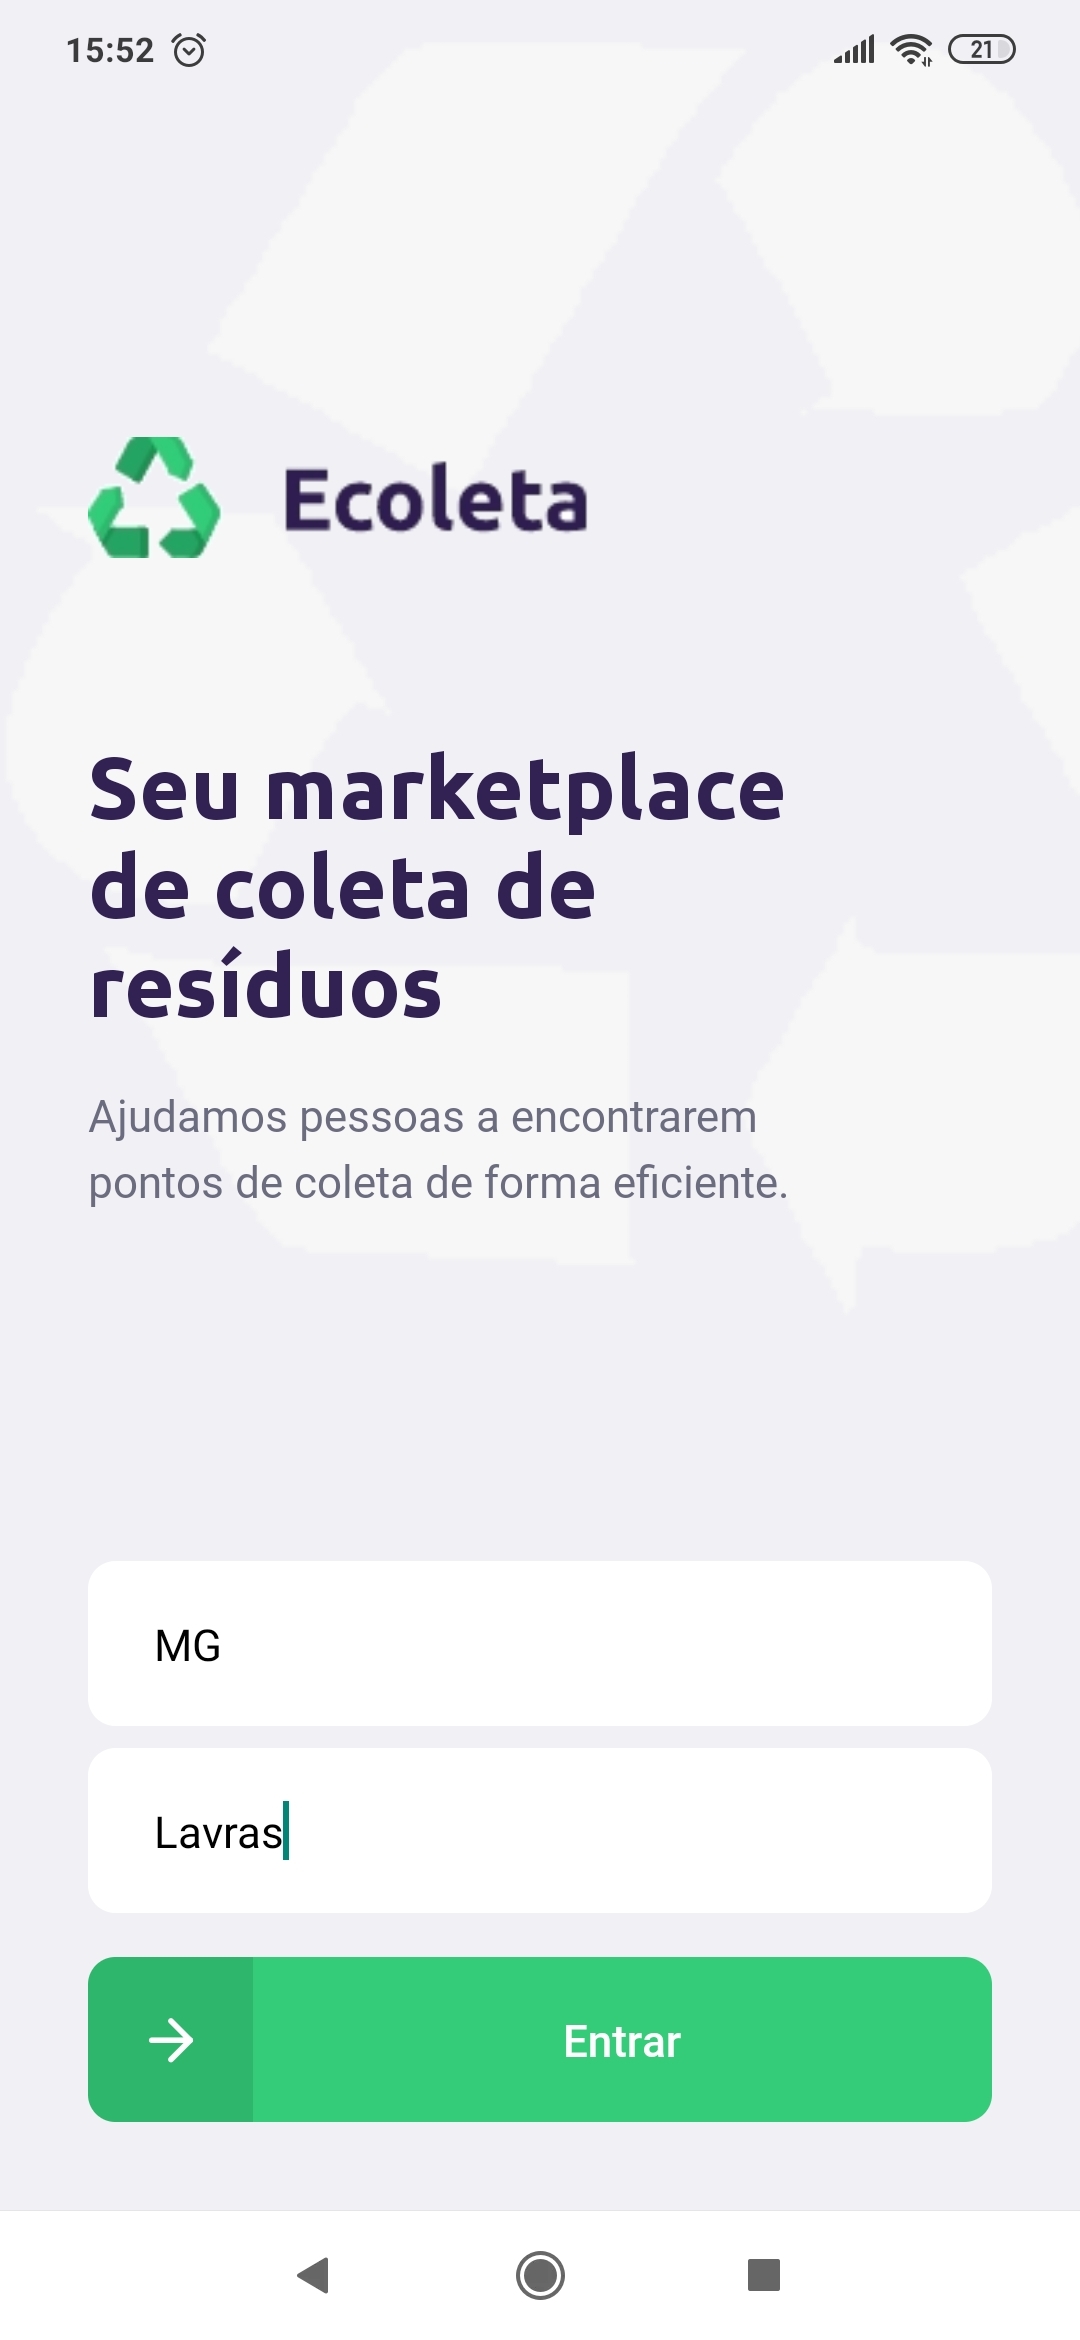 15:52
21
Ecoleta
Seu marketplace
de coleta de
resíduos
Ajudamos pessoas a encontrarem
pontos de coleta de forma eficiente.
MG
Lavras
Entrar